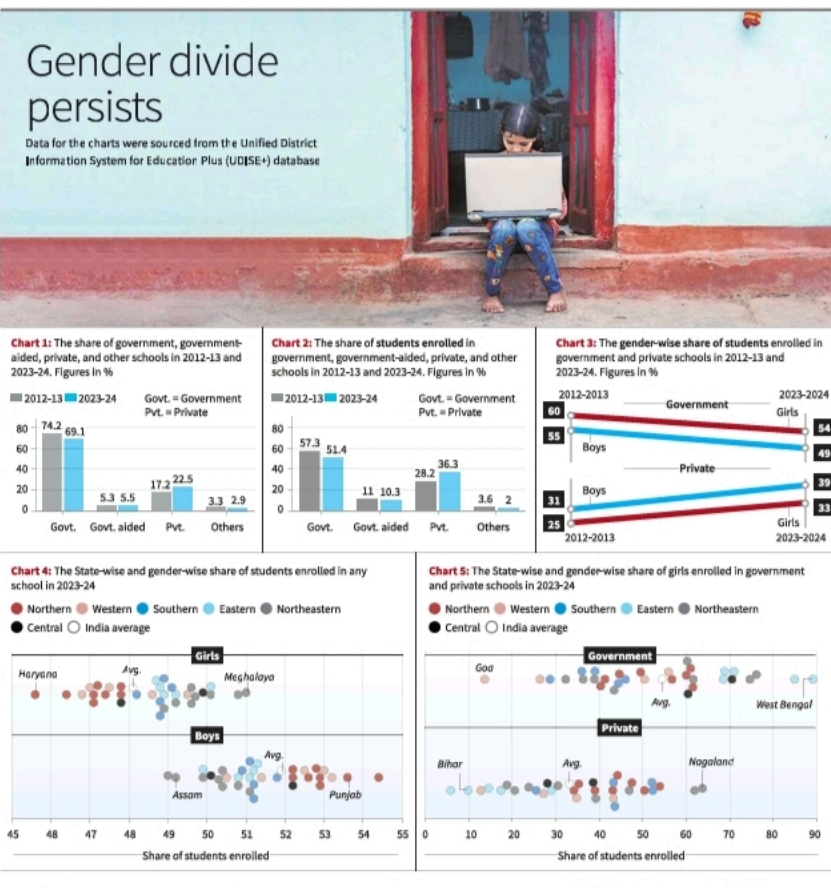 Gender divide
persists
Data for the charts were sourced from the Unified District
Information System for Education Plus (UDISE+) database
Chart 1: The share of government, government-
aided, private, and other schools in 2012-13 and
2023-24. Figures in %
2012-13 2023-24 Govt. = Government
Pvt. = Private
80
60
40
20
0
74.2 69.1
5.3 5.5
17.2 22.5
3.3 2.9
Govt. Govt. aided Pvt. Others
Chart 2: The share of students enrolled in
government, government-aided, private, and other
schools in 2012-13 and 2023-24. Figures in %
2012-13 2023-24 Govt. = Government
Pvt. = Private
80
60
40
20
0
57.3 51.4
11 10.3
28.2 36.3
3.6 2
Govt. Govt. aided Pvt. Others
Chart 3: The gender-wise share of students enrolled in
government and private schools in 2012-13 and
2023-24. Figures in %
2012-2013 2023-2024
Government
60 Girls 54
55 Boys 49
Private
31 Boys 39
25 Girls 33
2012-2013 2023-2024
Chart 4: The State-wise and gender-wise share of students enrolled in any
school in 2023-24
Northern Western Southern Eastern Northeastern
Central India average
Girls
Haryana Avg. Meghalaya
Boys
Avg.
Assam Punjab
45 48 47 48 49 50 51 52 53 54 55
Share of students enrolled
Chart 5: The State-wise and gender-wise share of girls enrolled in government
and private schools in 2023-24
Northern Western Southern Eastern Northeastern
Central India average
Government
Goa
Avg. West Bengal
Private
Bihar Avg. Nagaland
0 10 20 30 40 50 60 70 80 90
Share of students enrolled